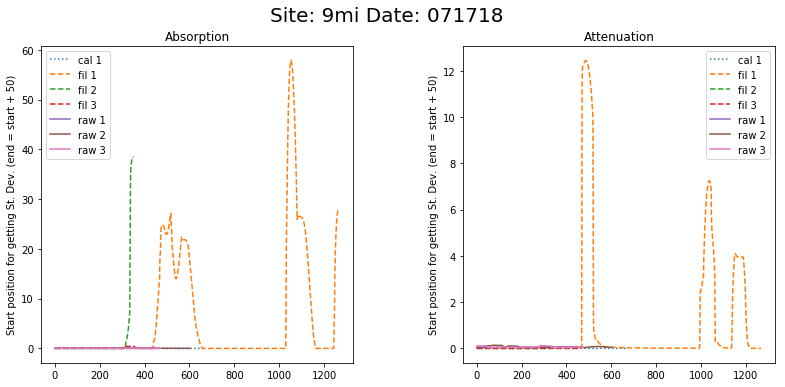 Site: 9mi Date: 071718
Absorption
Start position for getting St. Dev. (end = start + 50)
60
50
40
30
20
10
0
0 200 400 600 800 1000 1200
cal 1
fil 1
fil 2
fil 3
raw 1
raw 2
raw 3
Attenuation
Start position for getting St. Dev. (end = start + 50)
12
10
8
6
4
2
0
0 200 400 600 800 1000 1200
cal 1
fil 1
fil 2
fil 3
raw 1
raw 2
raw 3